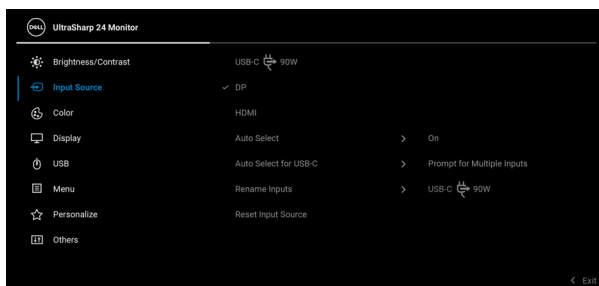 DELL UltraSharp 24 Monitor
Brightness/Contrast USB-C 90W
Input Source DP
Color HDMI
Display Auto Select On
USB Auto Select for USB-C Prompt for Multiple Inputs
Menu Rename Inputs USB-C 90W
Personalize Reset Input Source
Others
Exit